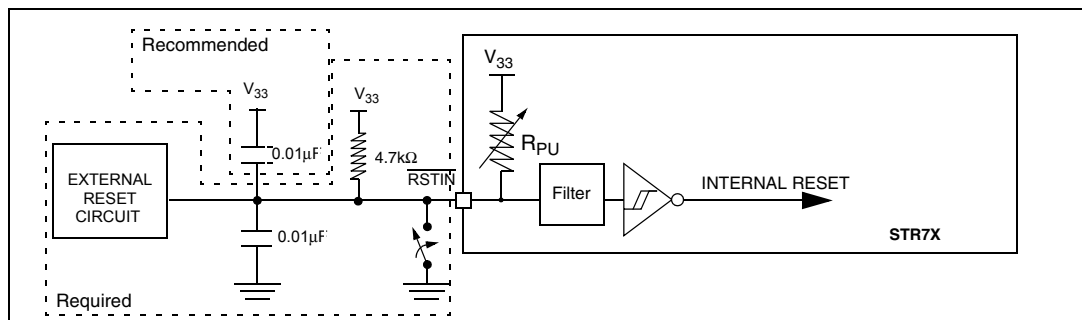 Recommended
V33
0.01μF
V33
4.7kΩ
RSTIN
EXTERNAL
RESET
CIRCUIT
0.01μF
Required
V33
RPU
Filter
INTERNAL RESET
STR7X